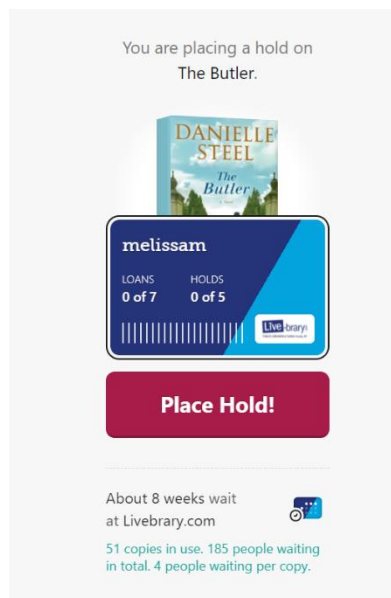 You are placing a hold on
The Butler.
DANIELLE
STEEL
The
Butler
melissam
LOANS HOLDS
0 of 7 0 of 5
Live-brary
Place Hold!
About 8 weeks wait
at Livebrary.com
51 copies in use. 185 people waiting
in total. 4 people waiting per copy.